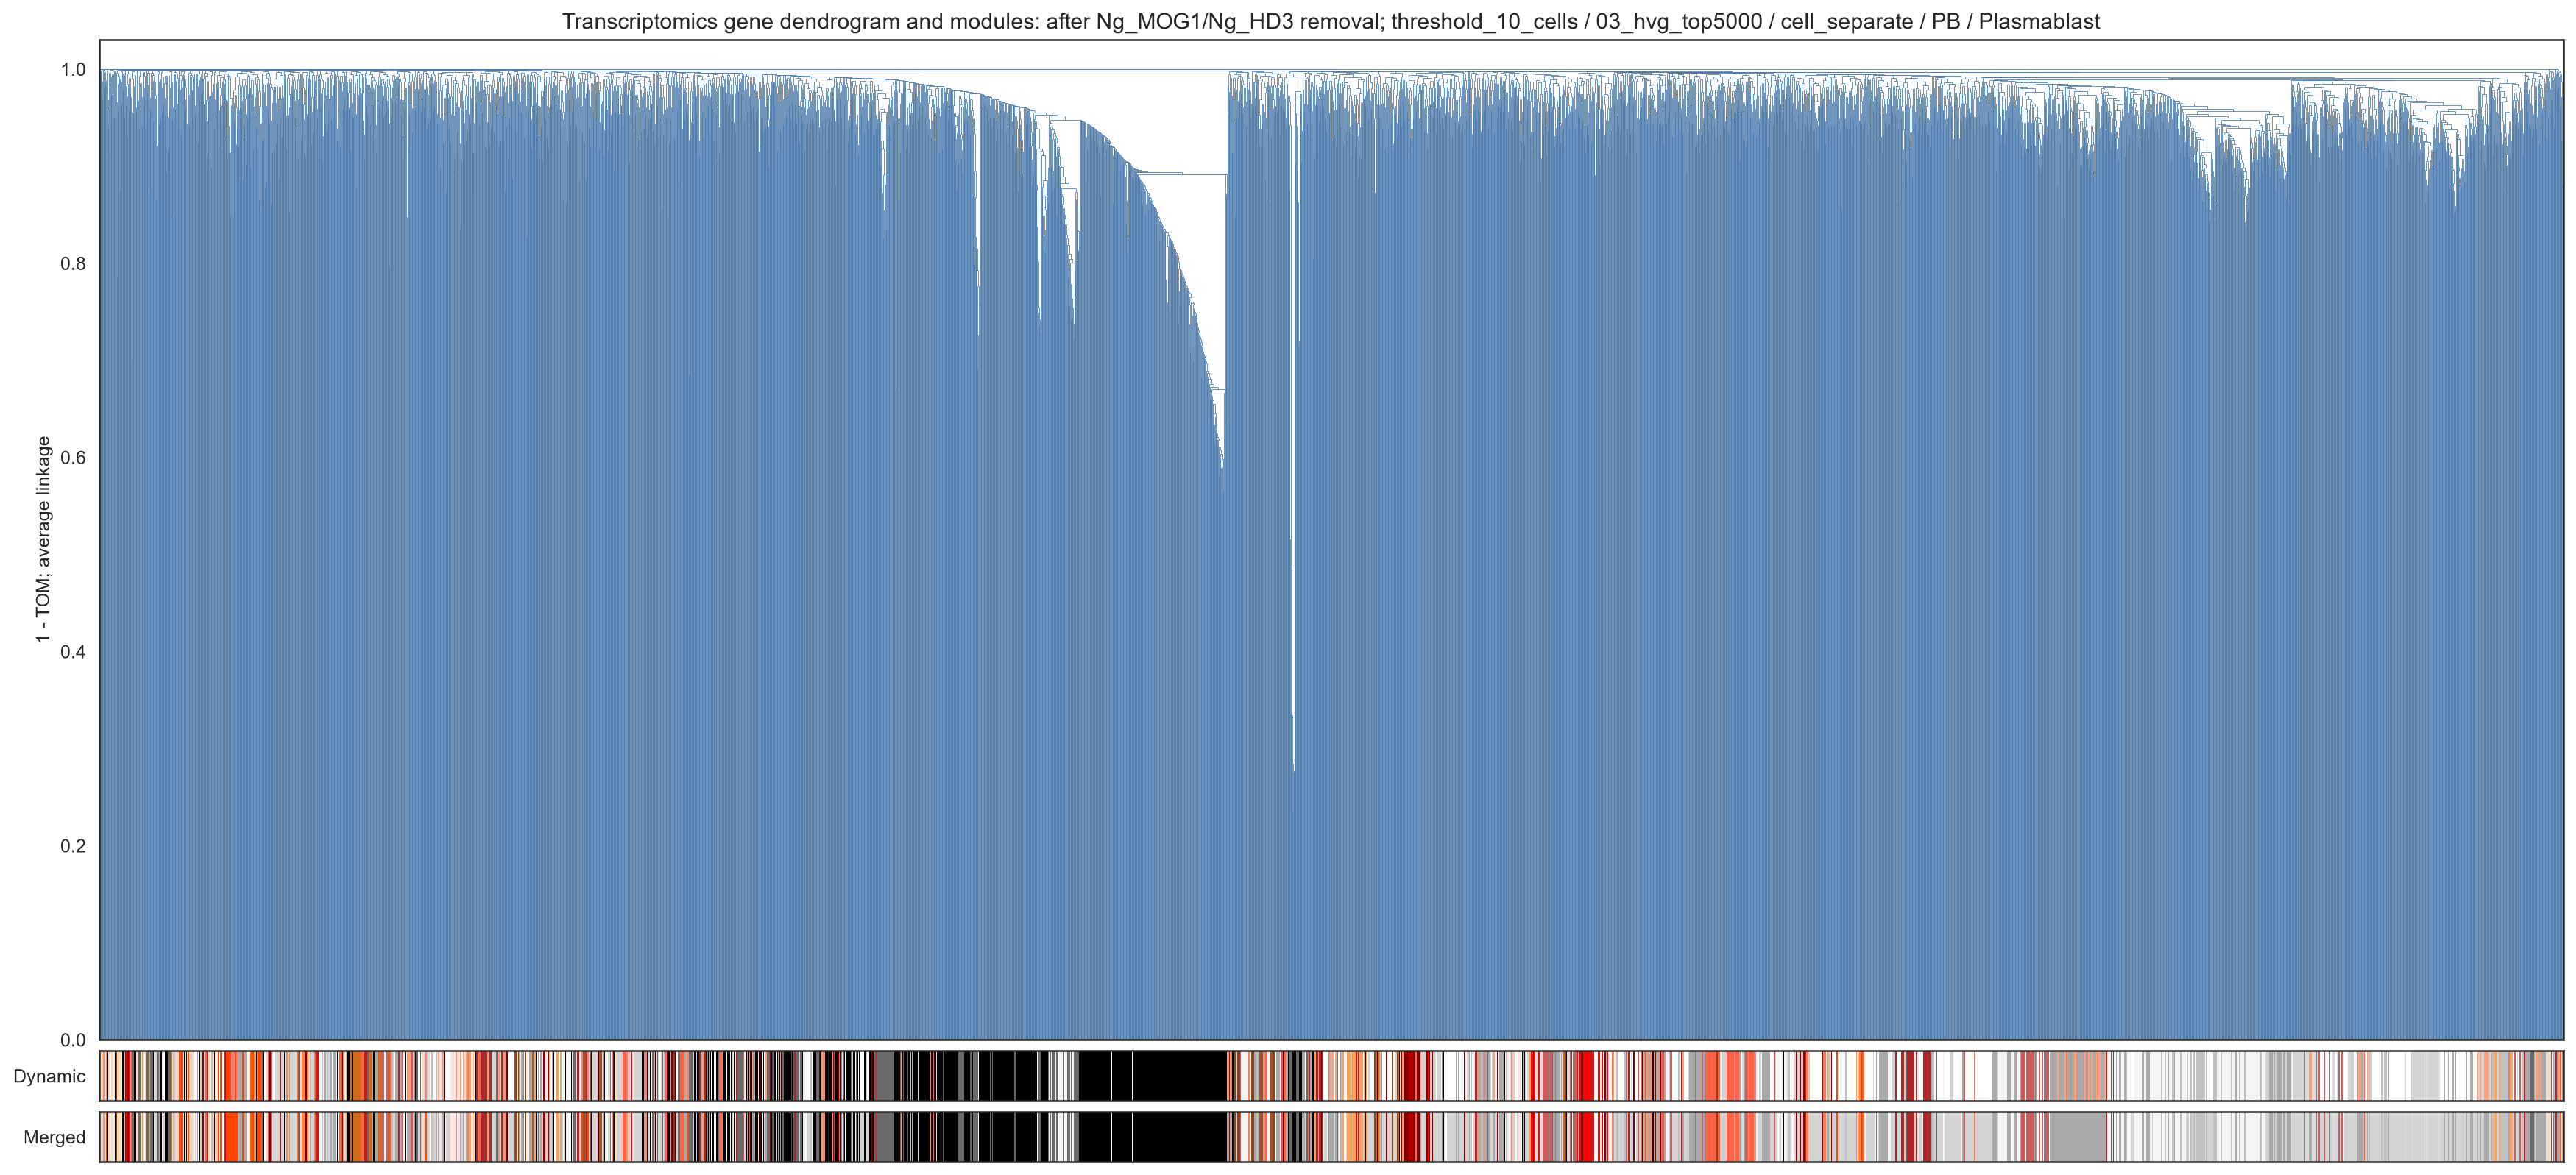 Transcriptomics gene dendrogram and modules: after Ng_MOG1/Ng_HD3 removal; threshold_10_cells / 03_hvg_top5000 / cell_separate / PB / Plasmablast
1.0
0.8
0.6
0.4
0.2
0.0
1 - TOM; average linkage
Dynamic
Merged